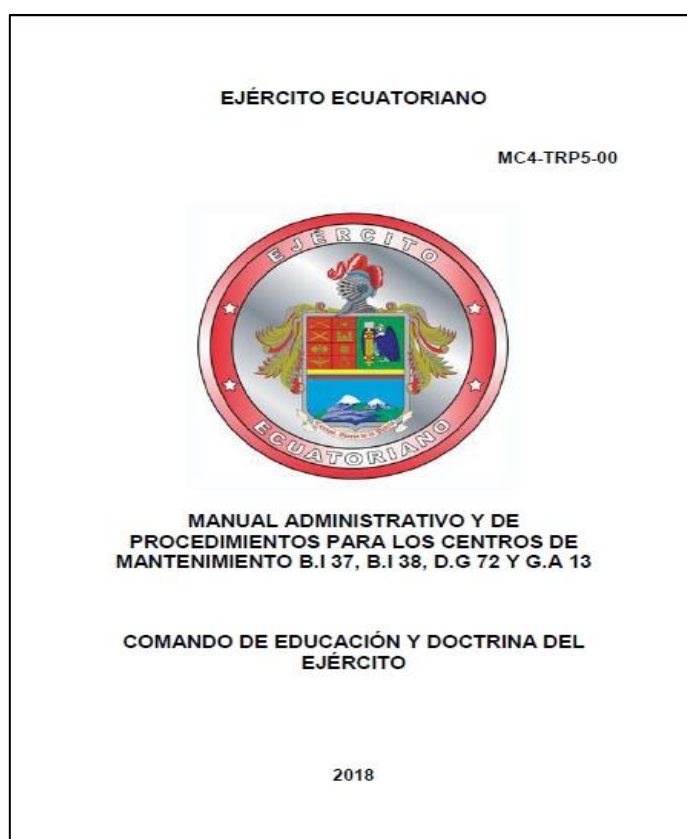 EJÉRCITO ECUATORIANO
MC4-TRP5-00
EJÉRCITO
ECUATORIANO
MANUAL ADMINISTRATIVO Y DE
PROCEDIMIENTOS PARA LOS CENTROS DE
MANTENIMIENTO B.I 37, B.I 38, D.G 72 Y G.A 13
COMANDO DE EDUCACIÓN Y DOCTRINA DEL
EJÉRCITO
2018